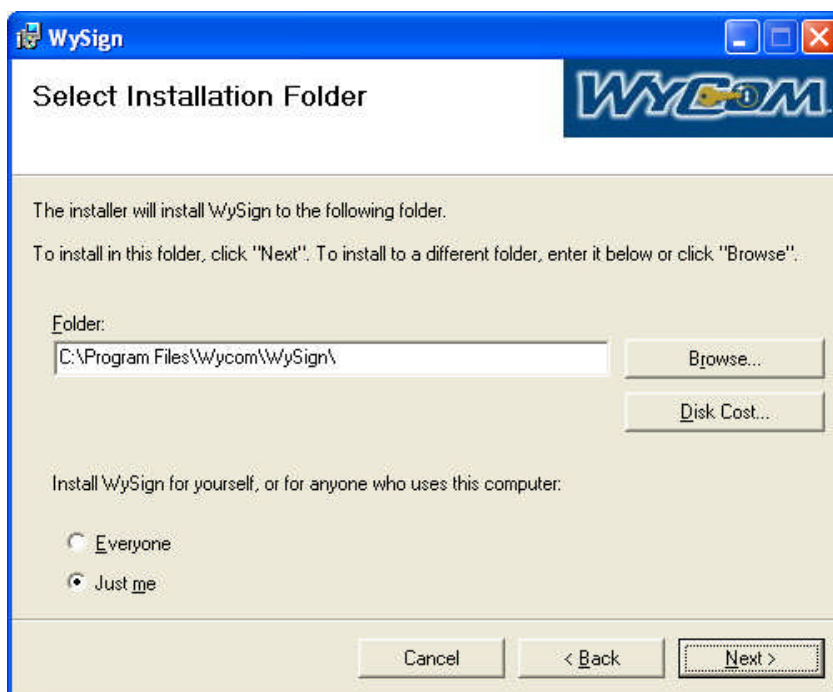 WySign
Select Installation Folder
WYCOM
The installer will install WySign to the following folder.
To install in this folder, click "Next". To install to a different folder, enter it below or click "Browse".
Folder:
C:\Program Files\Wycom\WySign\
Browse...
Disk Cost...
Install WySign for yourself, or for anyone who uses this computer:
Everyone
Just me
Cancel
< Back
Next >